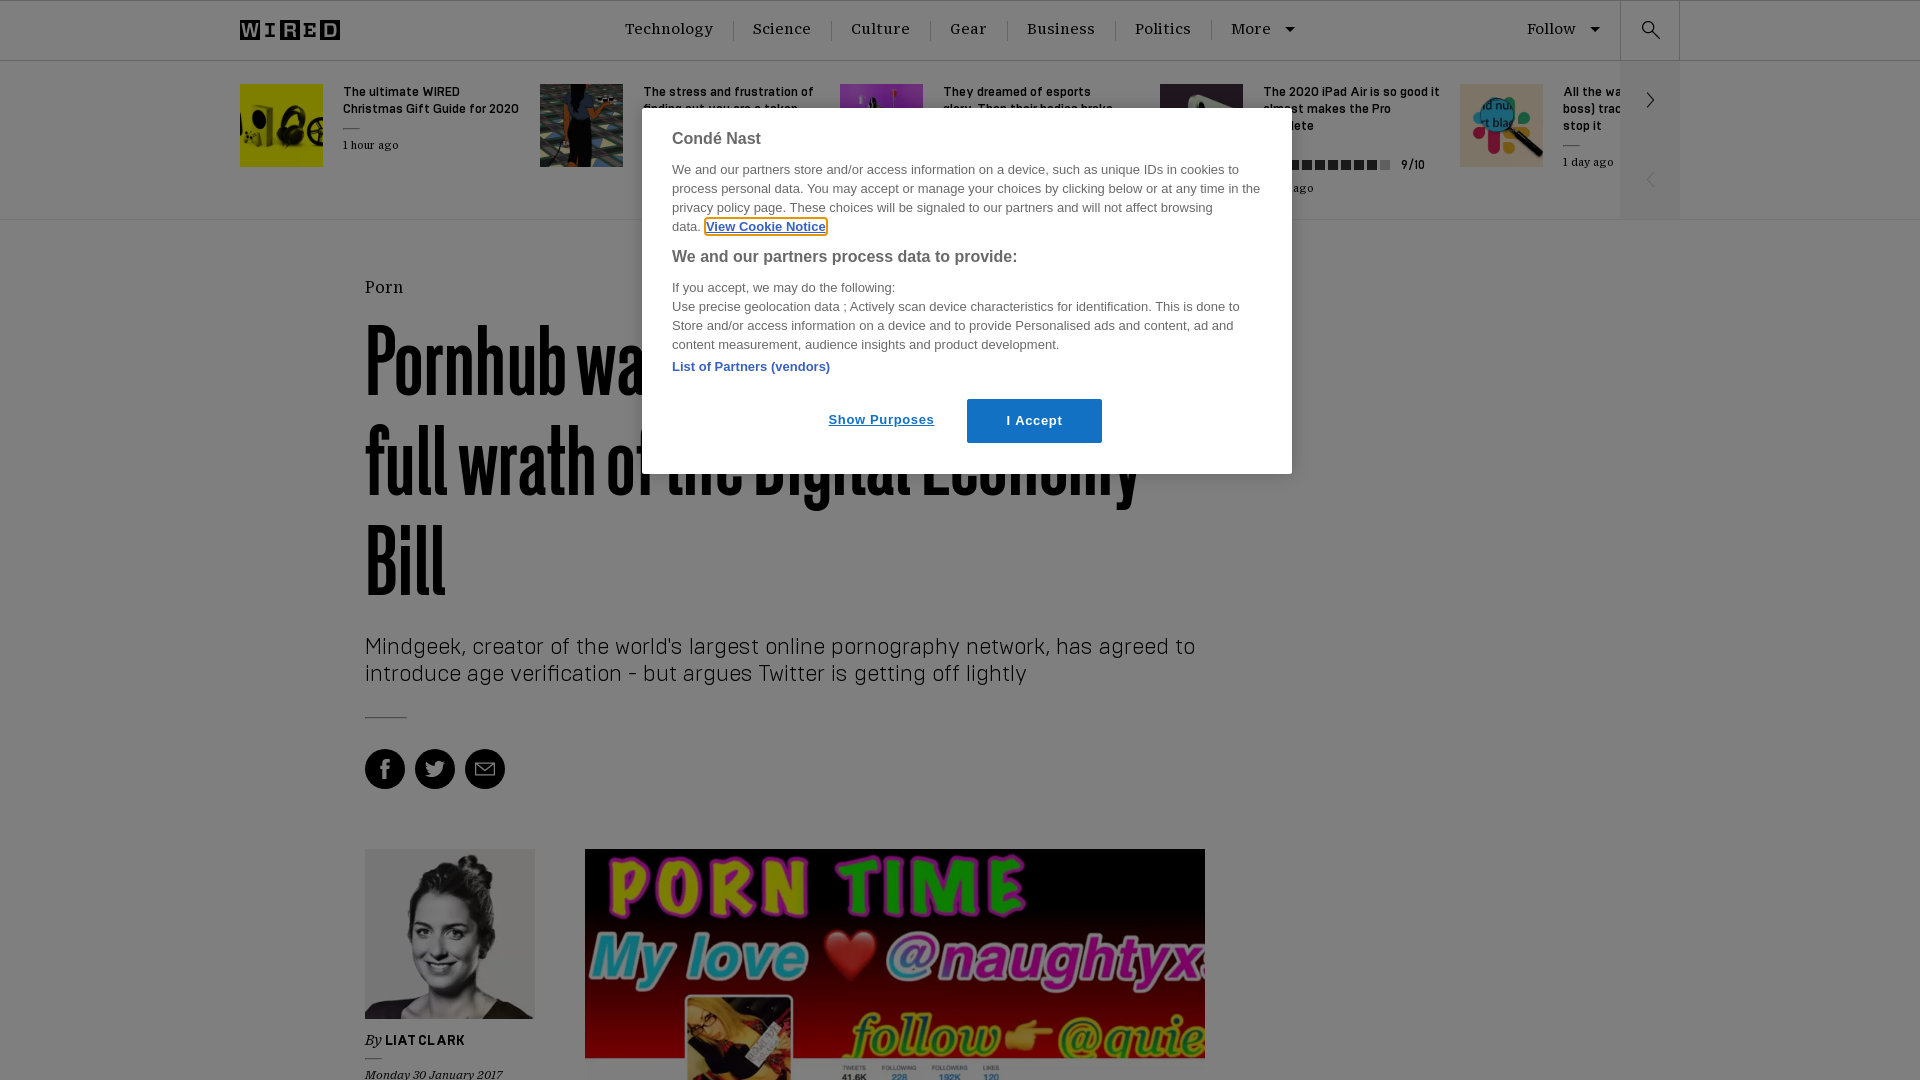 WIRED
Technology
Science
Culture
Gear
Business
Politics
More
Follow
The ultimate WIRED
Christmas Gift Guide for 2020
1 hour ago
The stress and frustration of
finding out you are a token
They dreamed of esports
glory. Then their bodies broke
The 2020 iPad Air is so good it
almost makes the Pro
9/10
ago
All the wa
boss) trac
stop it
1 day ago
Condé Nast
We and our partners store and/or access information on a device, such as unique IDs in cookies to
process personal data. You may accept or manage your choices by clicking below or at any time in the
privacy policy page. These choices will be signaled to our partners and will not affect browsing
data. View Cookie Notice
We and our partners process data to provide:
If you accept, we may do the following:
Use precise geolocation data ; Actively scan device characteristics for identification. This is done to
Store and/or access information on a device and to provide Personalised ads and content, ad and
content measurement, audience insights and product development.
List of Partners (vendors)
Show Purposes
I Accept
Porn
Pornhub wa
full wrath of the Digital Economy
Bill
Mindgeek, creator of the world's largest online pornography network, has agreed to
introduce age verification - but argues Twitter is getting off lightly
By LIAT CLARK
Monday 30 January 2017
PORN TIME
My love ❤️ @naughtyx
follow 👉 @quie
TWEETS FOLLOWING FOLLOWERS LIKES
41.6K 228 192K 120